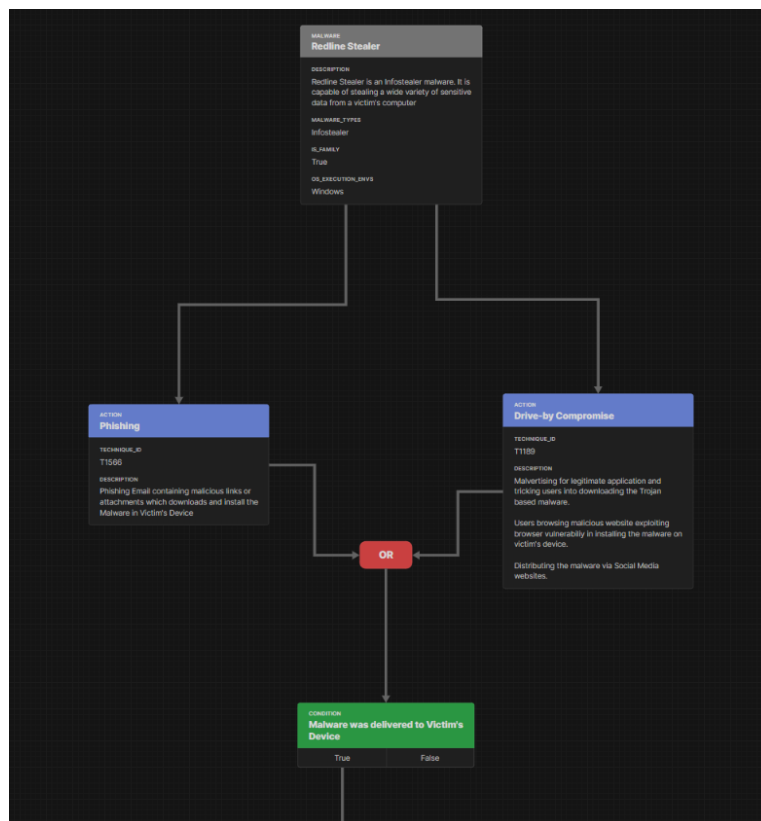 MALWARE
Redline Stealer
DESCRIPTION
Redline Stealer is an Infostealer malware. It is
capable of stealing a wide variety of sensitive
data from a victim's computer
MALWARE_TYPES
Infostealer
IS_FAMILY
True
OS_EXECUTION_ENVS
Windows
ACTION
Phishing
TECHNIQUE_ID
T1566
DESCRIPTION
Phishing Email containing malicious links or
attachments which downloads and install the
Malware in Victim's Device
ACTION
Drive-by Compromise
TECHNIQUE_ID
T1189
DESCRIPTION
Malvertising for legitimate application and
tricking users into downloading the Trojan
based malware.
Users browsing malicious website exploiting
browser vulnerabiliy in installing the malware on
victim's device.
Distributing the malware via Social Media
websites.
OR
CONDITION
Malware was delivered to Victim's
Device
True
False